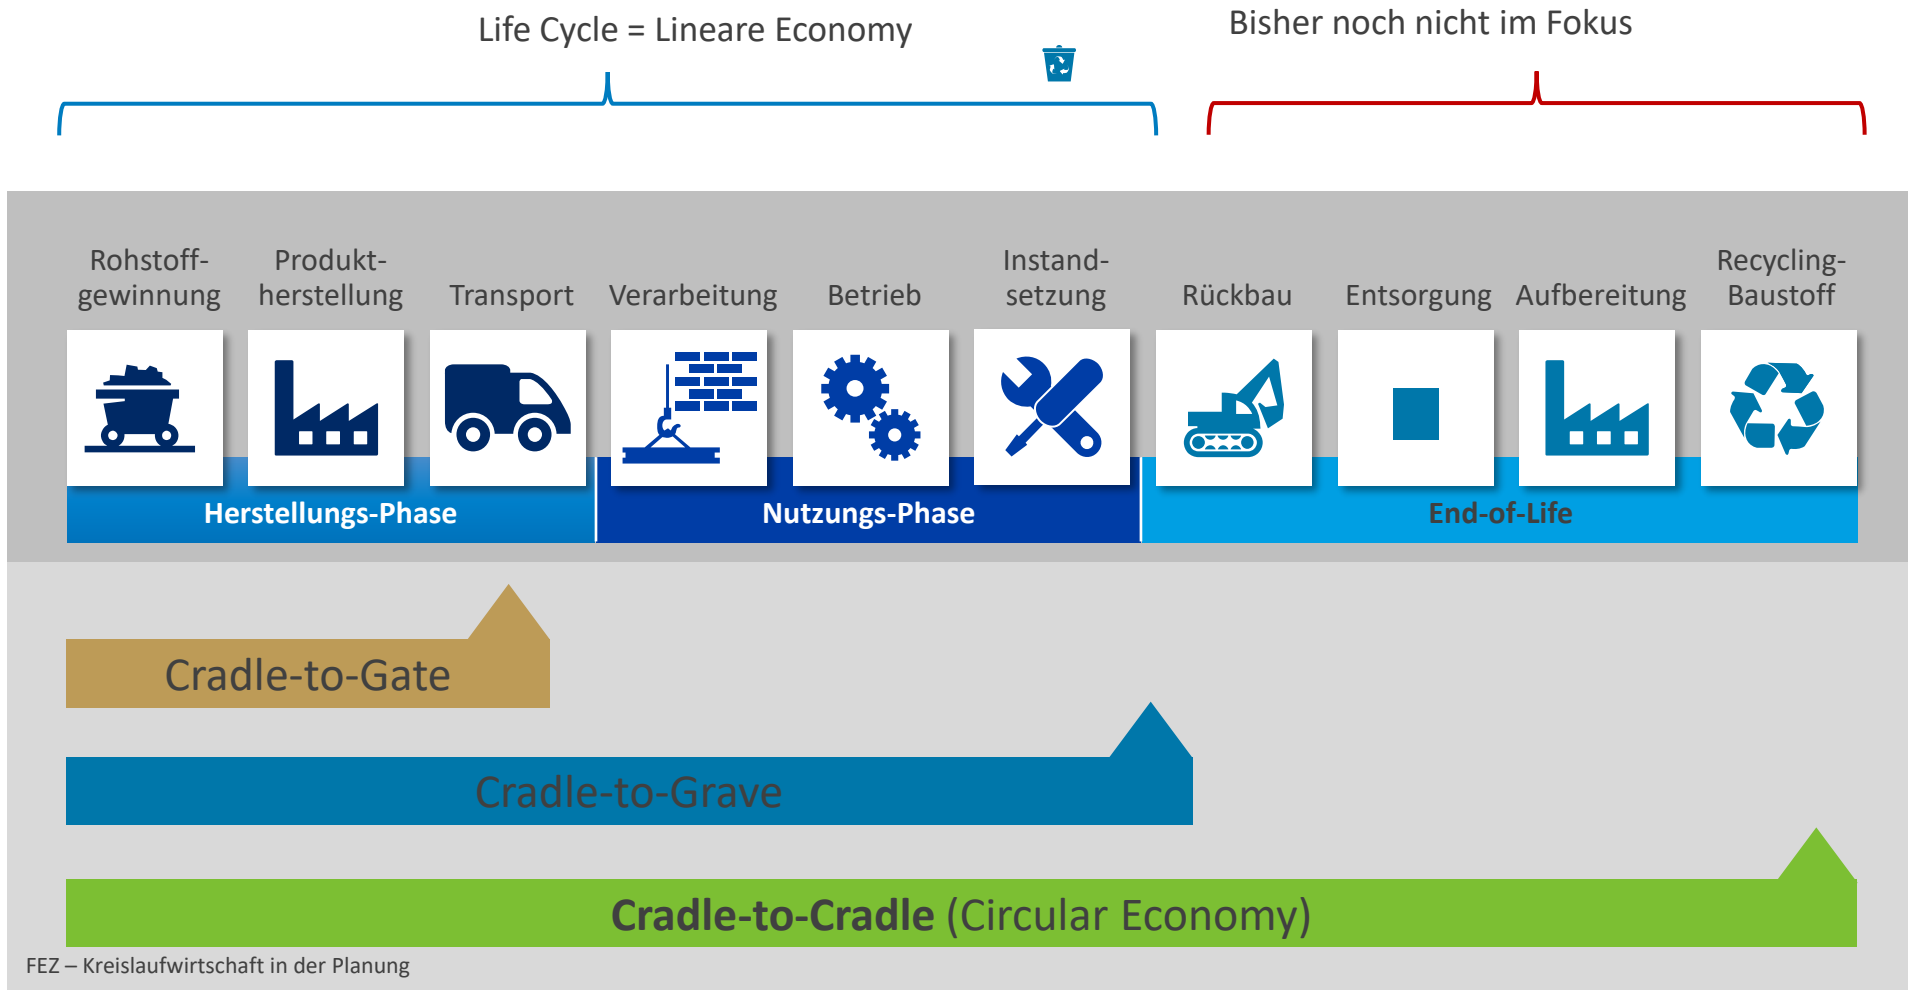 Life Cycle = Lineare Economy
Bisher noch nicht im Fokus
Rohstoff-
gewinnung
Produkt-
herstellung
Transport
Verarbeitung
Betrieb
Instand-
setzung
Rückbau
Entsorgung
Aufbereitung
Recycling-
Baustoff
Herstellungs-Phase
Nutzungs-Phase
End-of-Life
Cradle-to-Gate
Cradle-to-Grave
Cradle-to-Cradle (Circular Economy)
FEZ – Kreislaufwirtschaft in der Planung